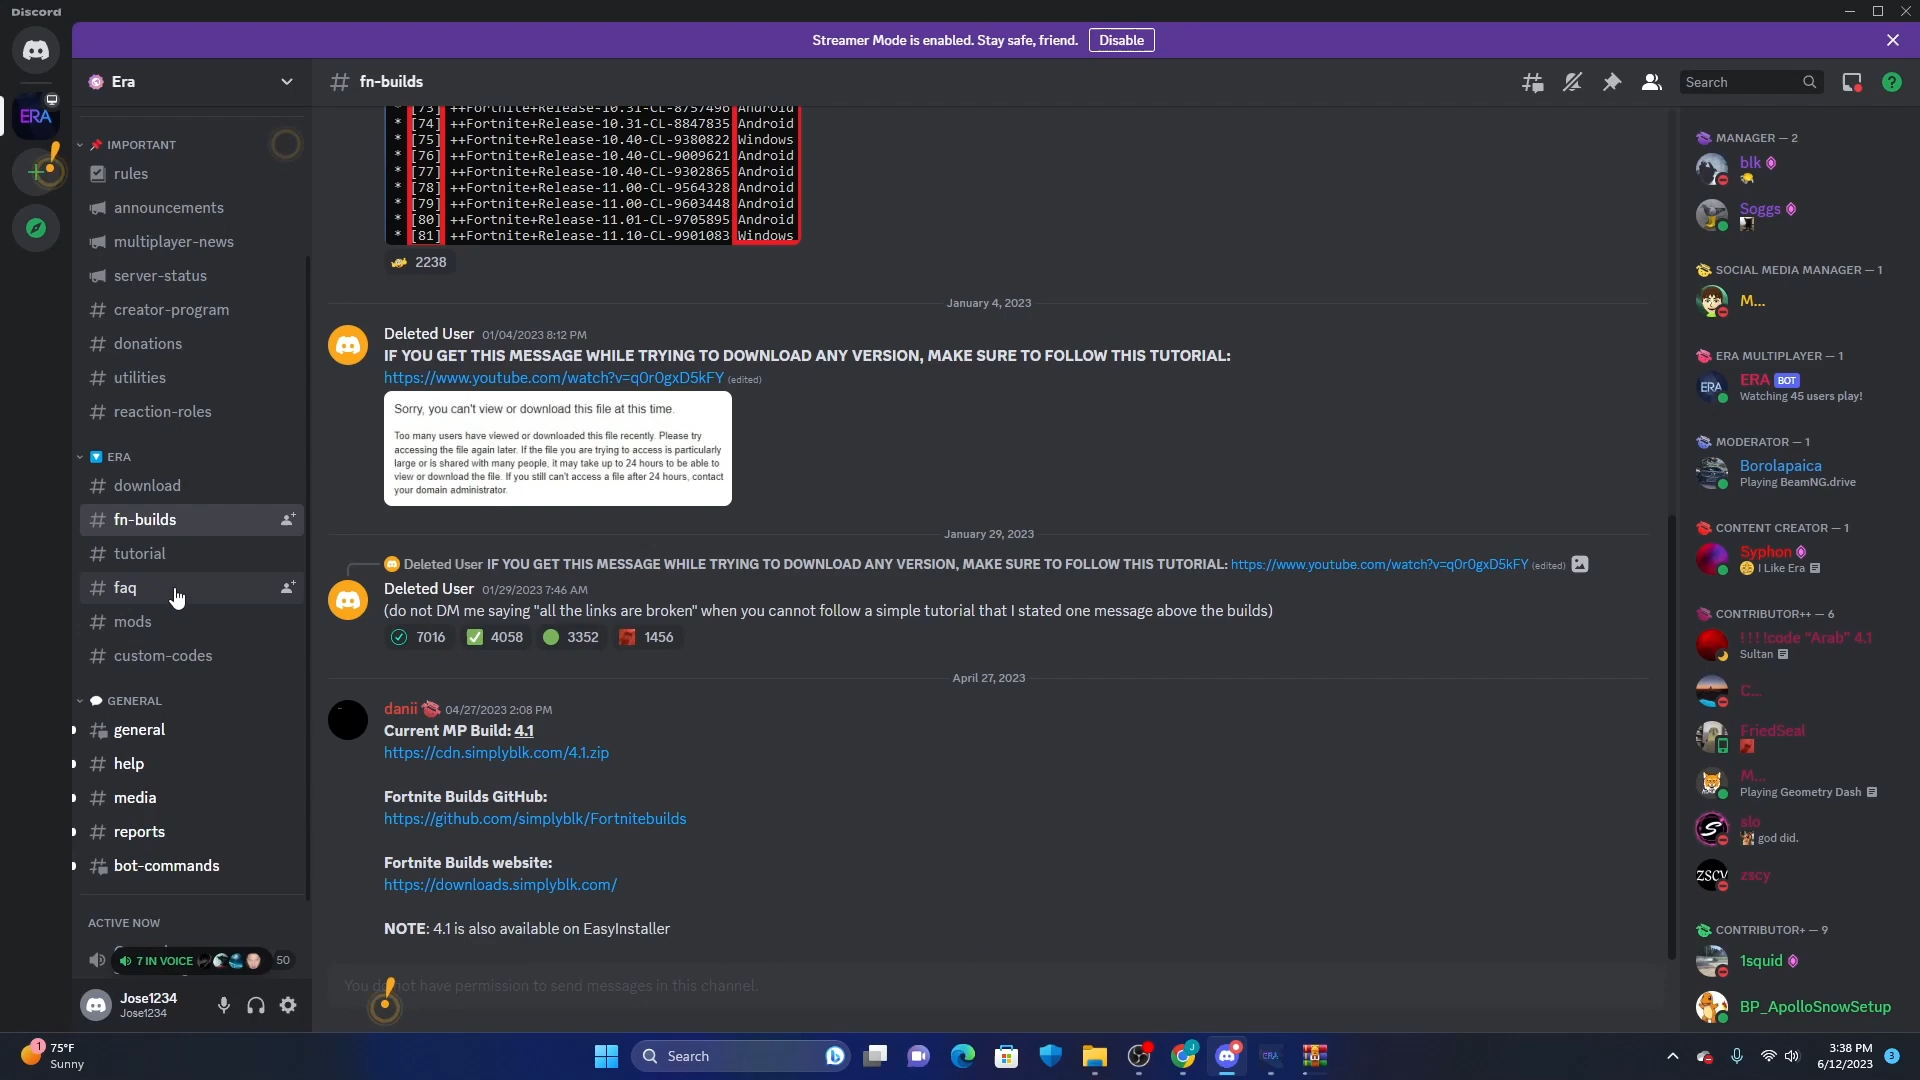 Discord
Streamer Mode is enabled. Stay safe, friend. Disable
Era
fn-builds
Search
IMPORTANT
rules
announcements
multiplayer-news
server-status
creator-program
donations
utilities
reaction-roles
ERA
download
fn-builds
tutorial
faq
mods
custom-codes
GENERAL
general
help
media
reports
bot-commands
ACTIVE NOW
7 IN VOICE 50
Jose1234
Jose1234
* [73] ++Fortnite+Release-10.31-CL-8757496 Android
* [74] ++Fortnite+Release-10.31-CL-8847835 Android
* [75] ++Fortnite+Release-10.40-CL-9380822 Windows
* [76] ++Fortnite+Release-10.40-CL-9009621 Android
* [77] ++Fortnite+Release-10.40-CL-9302865 Android
* [78] ++Fortnite+Release-11.00-CL-9564328 Android
* [79] ++Fortnite+Release-11.00-CL-9603448 Android
* [80] ++Fortnite+Release-11.01-CL-9705895 Android
* [81] ++Fortnite+Release-11.10-CL-9901083 Windows
2238
January 4, 2023
Deleted User 01/04/2023 8:12 PM
IF YOU GET THIS MESSAGE WHILE TRYING TO DOWNLOAD ANY VERSION, MAKE SURE TO FOLLOW THIS TUTORIAL:
https://www.youtube.com/watch?v=q0r0gxD5kFY (edited)
Sorry, you can't view or download this file at this time.
Too many users have viewed or downloaded this file recently. Please try
accessing the file again later. If the file you are trying to access is particularly
large or is shared with many people, it may take up to 24 hours to be able to
view or download the file. If you still can't access a file after 24 hours, contact
your domain administrator.
January 29, 2023
Deleted User IF YOU GET THIS MESSAGE WHILE TRYING TO DOWNLOAD ANY VERSION, MAKE SURE TO FOLLOW THIS TUTORIAL: https://www.youtube.com/watch?v=q0r0gxD5kFY (edited)
Deleted User 01/29/2023 7:46 AM
(do not DM me saying "all the links are broken" when you cannot follow a simple tutorial that I stated one message above the builds)
7016 4058 3352 1456
April 27, 2023
danii 04/27/2023 2:08 PM
Current MP Build: 4.1
https://cdn.simplyblk.com/4.1.zip
Fortnite Builds GitHub:
https://github.com/simplyblk/Fortnitebuilds
Fortnite Builds website:
https://downloads.simplyblk.com/
NOTE: 4.1 is also available on EasyInstaller
You do not have permission to send messages in this channel.
MANAGER — 2
blk
Soggs
SOCIAL MEDIA MANAGER — 1
M...
ERA MULTIPLAYER — 1
ERA BOT
Watching 45 users play!
MODERATOR — 1
Borolapaica
Playing BeamNG.drive
CONTENT CREATOR — 1
Syphon
I Like Era
CONTRIBUTOR++ — 6
!!!!code "Arab" 4.1
Sultan
C...
FriedSeal
M...
Playing Geometry Dash
slo
god did.
zscy
CONTRIBUTOR+ — 9
1squid
BP_ApolloSnowSetup
1
75°F
Sunny
Search
3:38 PM
6/12/2023
3